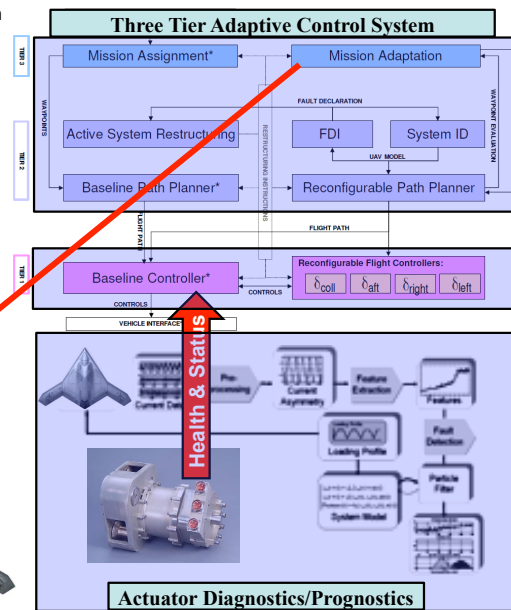 Three Tier Adaptive Control System
TIER 3
Mission Assignment*
Mission Adaptation
WAYPOINTS
FAULT DECLARATION
WAYPOINT EVALUATION
TIER 2
Active System Restructuring
RESTRUCTURING INSTRUCTIONS
FDI
System ID
UAV MODEL
Baseline Path Planner*
Reconfigurable Path Planner
FLIGHT PATH
FLIGHT PATH
TIER 1
Baseline Controller*
Reconfigurable Flight Controllers:
δcoll δaft δright δleft
CONTROLS
CONTROLS
VEHICLE INTERFACE
Health & Status
Current
Pre-
processing
Current
Asymmetry
Feature
Extraction
Features
Loading Profile
Loading Profile
Fault
Detection
System Model
Particle
Filter
Actuator Diagnostics/Prognostics